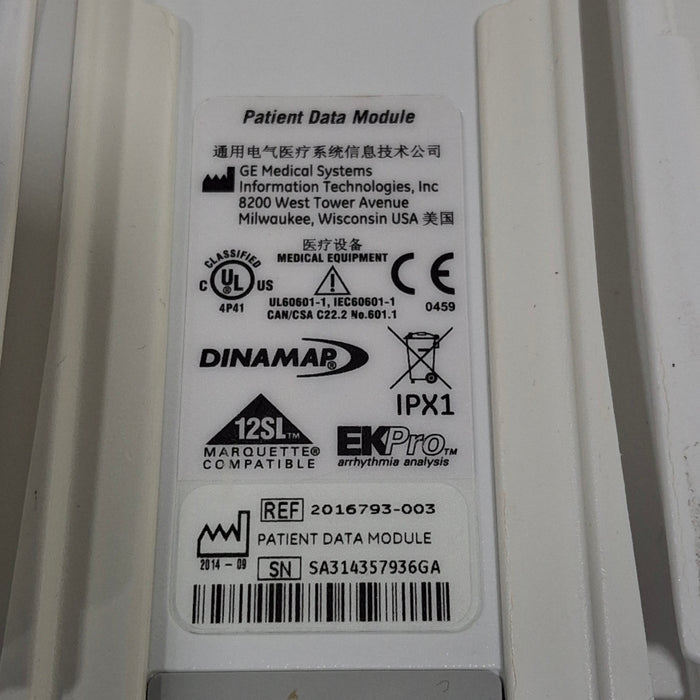 Patient Data Module
通用电气医疗系统信息技术公司
GE Medical Systems
Information Technologies, Inc
8200 West Tower Avenue
Milwaukee, Wisconsin USA 美国
医疗设备
MEDICAL EQUIPMENT
CLASSIFIED
C UL® US
4P41
UL60601-1, IEC60601-1
CAN/CSA C22.2 No.601.1
CE
0459
DINAMAP®
IPX1
12SL™
MARQUETTE®
COMPATIBLE
EKPro™
arrhythmia analysis
REF 2016793-003
PATIENT DATA MODULE
2014-09
SN SA314357936GA